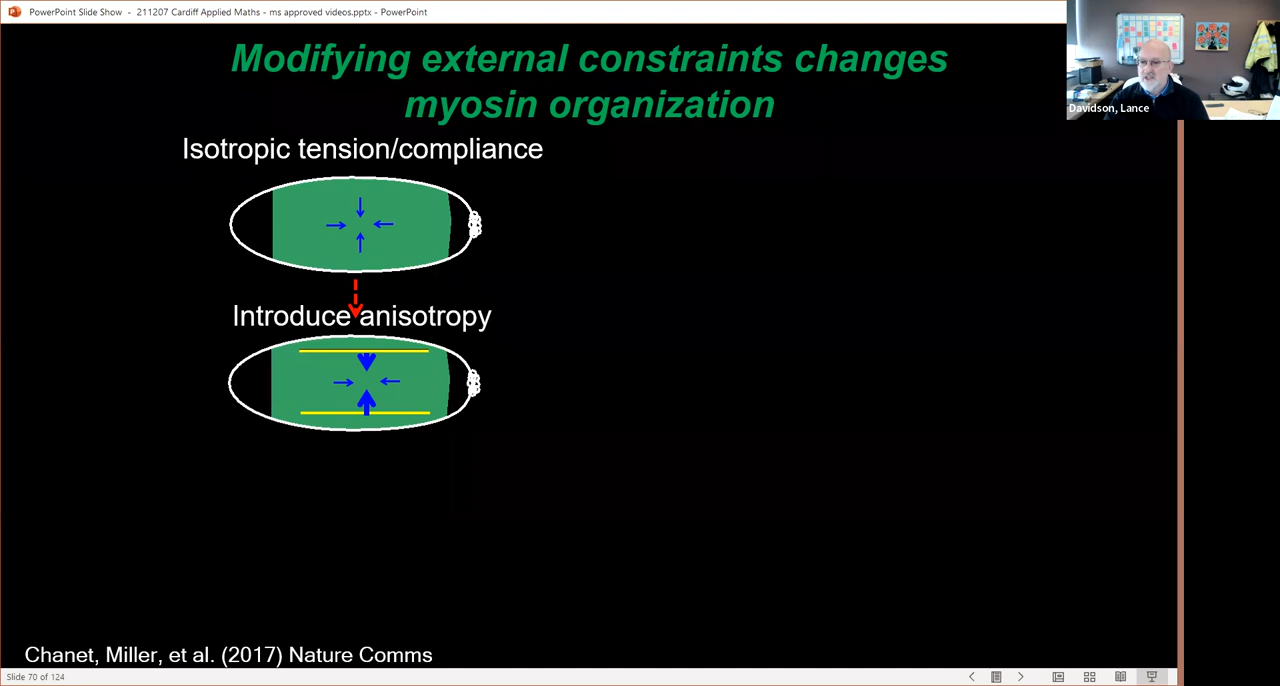 PowerPoint Slide Show - 211207 Cardiff Applied Maths - ms approved videos.pptx - PowerPoint
Modifying external constraints changes
myosin organization
Davidson, Lance
Isotropic tension/compliance
Introduce anisotropy
Chanet, Miller, et al. (2017) Nature Comms
Slide 70 of 124